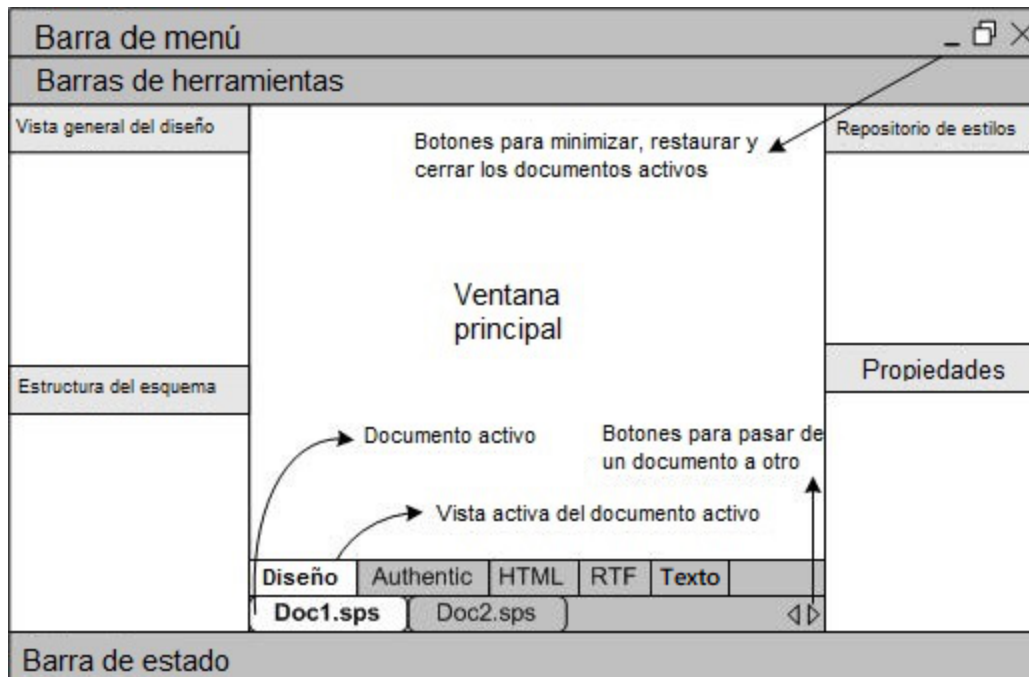 Barra de menú
Barras de herramientas
Vista general del diseño
Botones para minimizar, restaurar y
cerrar los documentos activos
Repositorio de estilos
Ventana
principal
Propiedades
Estructura del esquema
Documento activo
Botones para pasar de
un documento a otro
Vista activa del documento activo
Diseño Authentic HTML RTF Texto
Doc1.sps Doc2.sps
Barra de estado